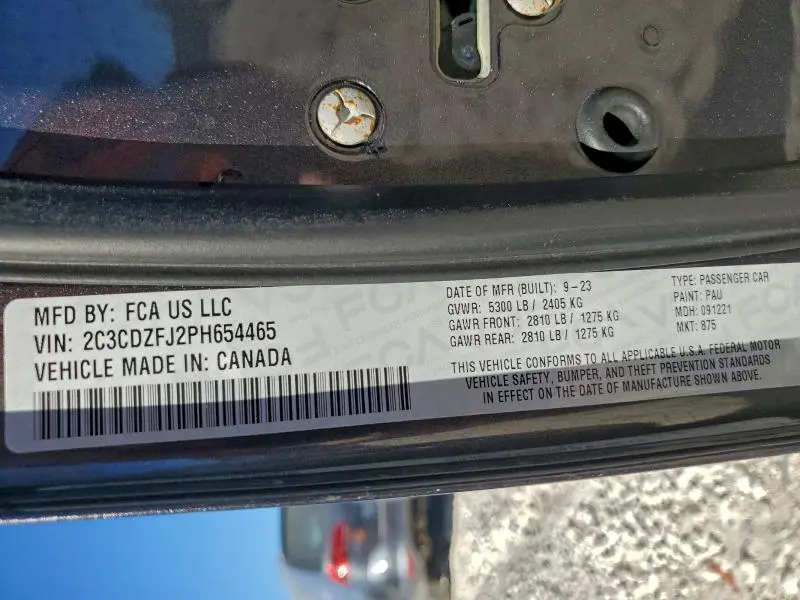 MFD BY: FCA US LLC
VIN: 2C3CDZFJ2PH654465
VEHICLE MADE IN: CANADA
DATE OF MFR (BUILT): 9-23
GVWR: 5300 LB / 2405 KG
GAWR FRONT: 2810 LB / 1275 KG
GAWR REAR: 2810 LB / 1275 KG
TYPE: PASSENGER CAR
PAINT: PAU
MDH: 091221
MKT: 875
THIS VEHICLE CONFORMS TO ALL APPLICABLE U.S.A. FEDERAL MOTOR
VEHICLE SAFETY, BUMPER, AND THEFT PREVENTION STANDARDS
IN EFFECT ON THE DATE OF MANUFACTURE SHOWN ABOVE.